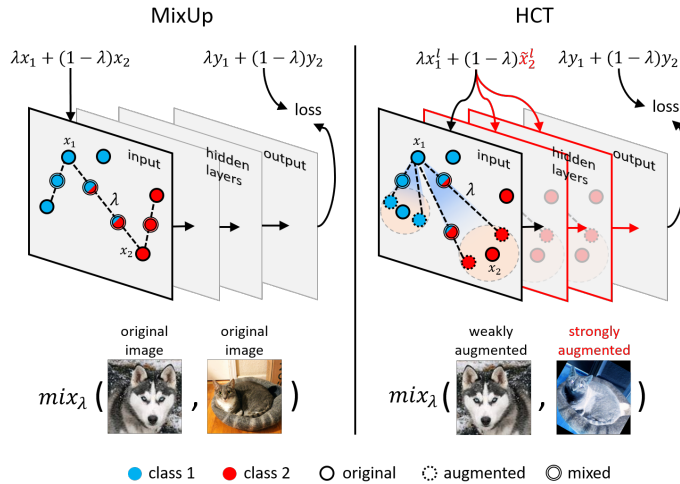 MixUp
HCT
λx₁ + (1 − λ)x₂
λy₁ + (1 − λ)y₂
λx₁ˡ + (1 − λ)x̃₂ˡ
λy₁ + (1 − λ)y₂
loss
loss
x₁
input
hidden
layers
output
λ
x₂
x₁
input
hidden
layers
output
λ
x₂
original
image
original
image
weakly
augmented
strongly
augmented
mix_λ ( , )
mix_λ ( , )
class 1
class 2
original
augmented
mixed